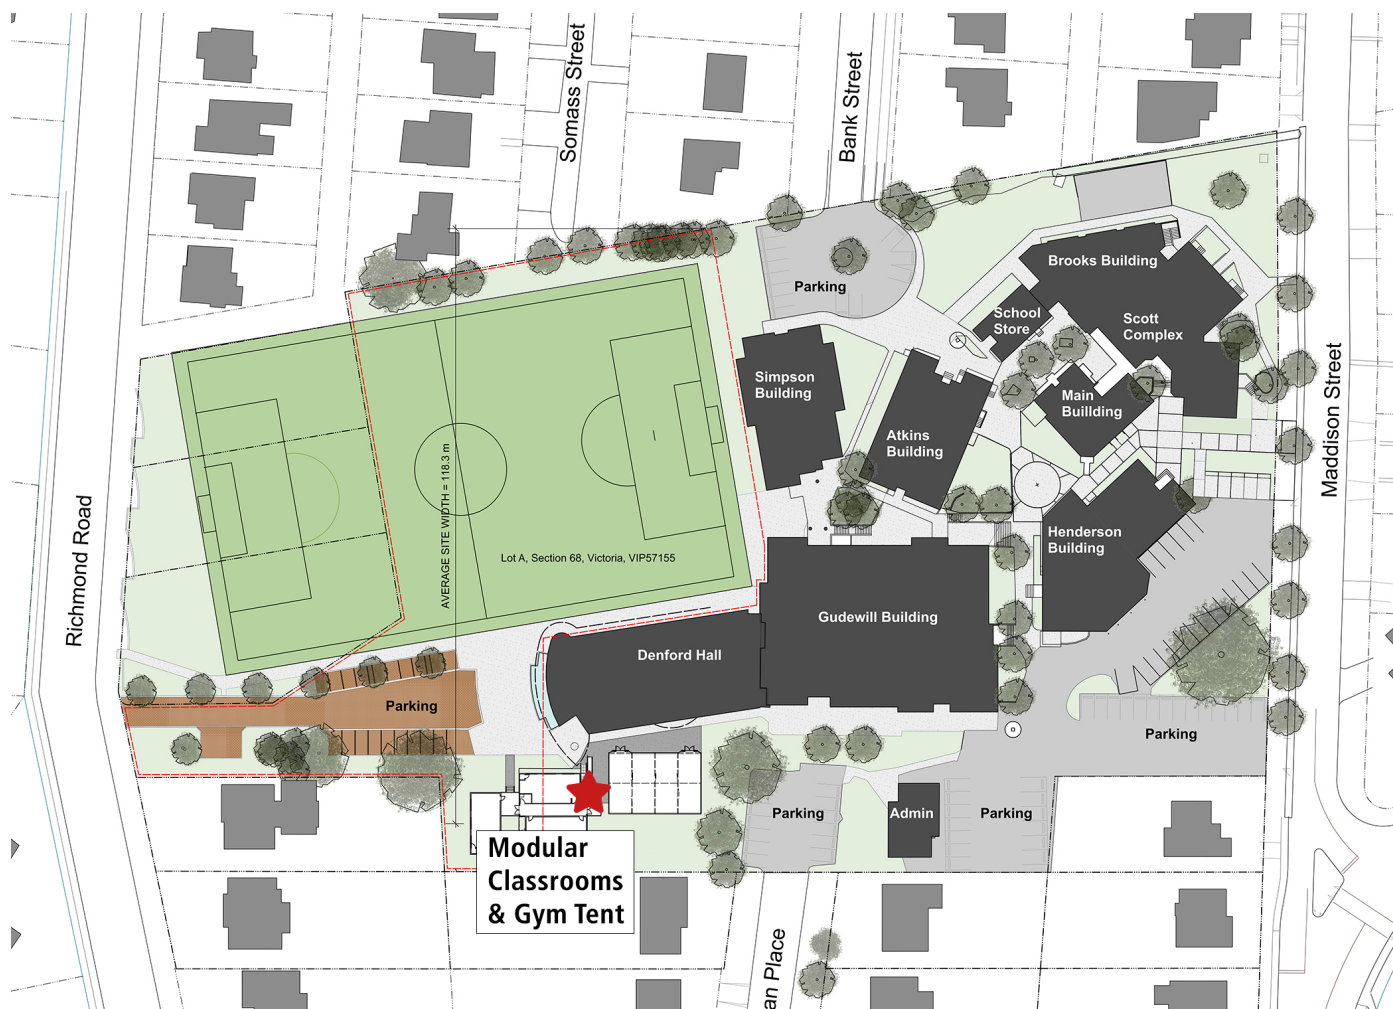 Somass Street
Bank Street
Brooks Building
Parking
School
Store
Scott
Complex
Simpson
Building
Main
Buillding
Maddison Street
Atkins
Building
AVERAGE SITE WIDTH = 118.3 m
Richmond Road
Lot A, Section 68, Victoria, VIP57155
Henderson
Building
Gudewill Building
Denford Hall
Parking
Parking
Parking
Admin
Parking
Modular
Classrooms
& Gym Tent
an Place